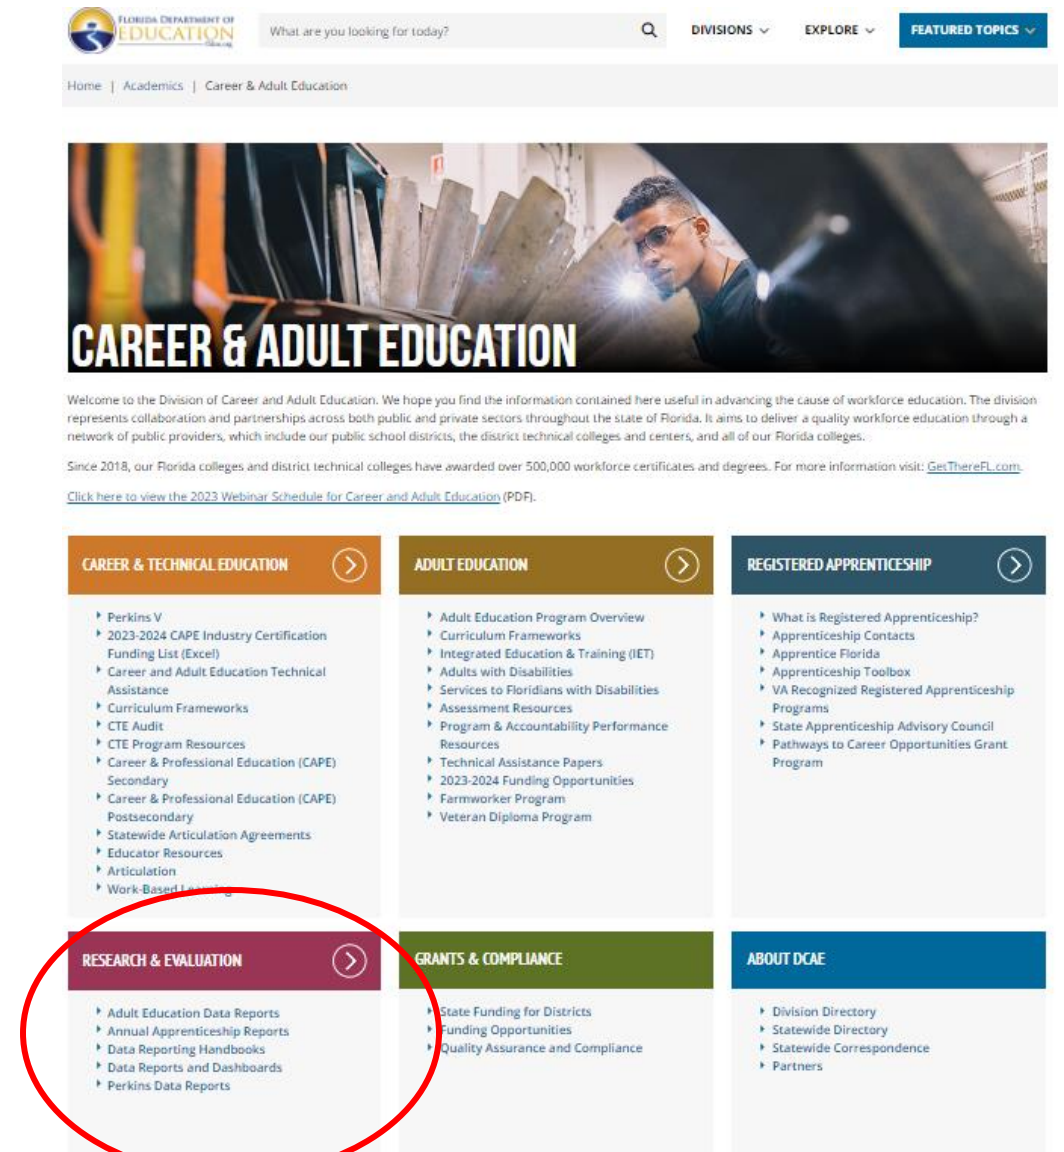 FLORIDA DEPARTMENT OF
EDUCATION
What are you looking for today?
DIVISIONS
EXPLORE
FEATURED TOPICS
Home | Academics | Career & Adult Education
CAREER & ADULT EDUCATION
Welcome to the Division of Career and Adult Education. We hope you find the information contained here useful in advancing the cause of workforce education. The division
represents collaboration and partnerships across both public and private sectors throughout the state of Florida. It aims to deliver a quality workforce education through a
network of public providers, which include our public school districts, the district technical colleges and centers, and all of our Florida colleges.
Since 2018, our Florida colleges and district technical colleges have awarded over 500,000 workforce certificates and degrees. For more information visit: GetThereFL.com.
Click here to view the 2023 Webinar Schedule for Career and Adult Education (PDF).
CAREER & TECHNICAL EDUCATION
Perkins V
2023-2024 CAPE Industry Certification
Funding List (Excel)
Career and Adult Education Technical
Assistance
Curriculum Frameworks
CTE Audit
CTE Program Resources
Career & Professional Education (CAPE)
Secondary
Career & Professional Education (CAPE)
Postsecondary
Statewide Articulation Agreements
Educator Resources
Articulation
Work-Based Learning
ADULT EDUCATION
Adult Education Program Overview
Curriculum Frameworks
Integrated Education & Training (IET)
Adults with Disabilities
Services to Floridians with Disabilities
Assessment Resources
Program & Accountability Performance
Resources
Technical Assistance Papers
2023-2024 Funding Opportunities
Farmworker Program
Veteran Diploma Program
REGISTERED APPRENTICESHIP
What is Registered Apprenticeship?
Apprenticeship Contacts
Apprentice Florida
Apprenticeship Toolbox
VA Recognized Registered Apprenticeship
Programs
State Apprenticeship Advisory Council
Pathways to Career Opportunities Grant
Program
RESEARCH & EVALUATION
Adult Education Data Reports
Annual Apprenticeship Reports
Data Reporting Handbooks
Data Reports and Dashboards
Perkins Data Reports
GRANTS & COMPLIANCE
State Funding for Districts
Funding Opportunities
Quality Assurance and Compliance
ABOUT DCAE
Division Directory
Statewide Directory
Statewide Correspondence
Partners